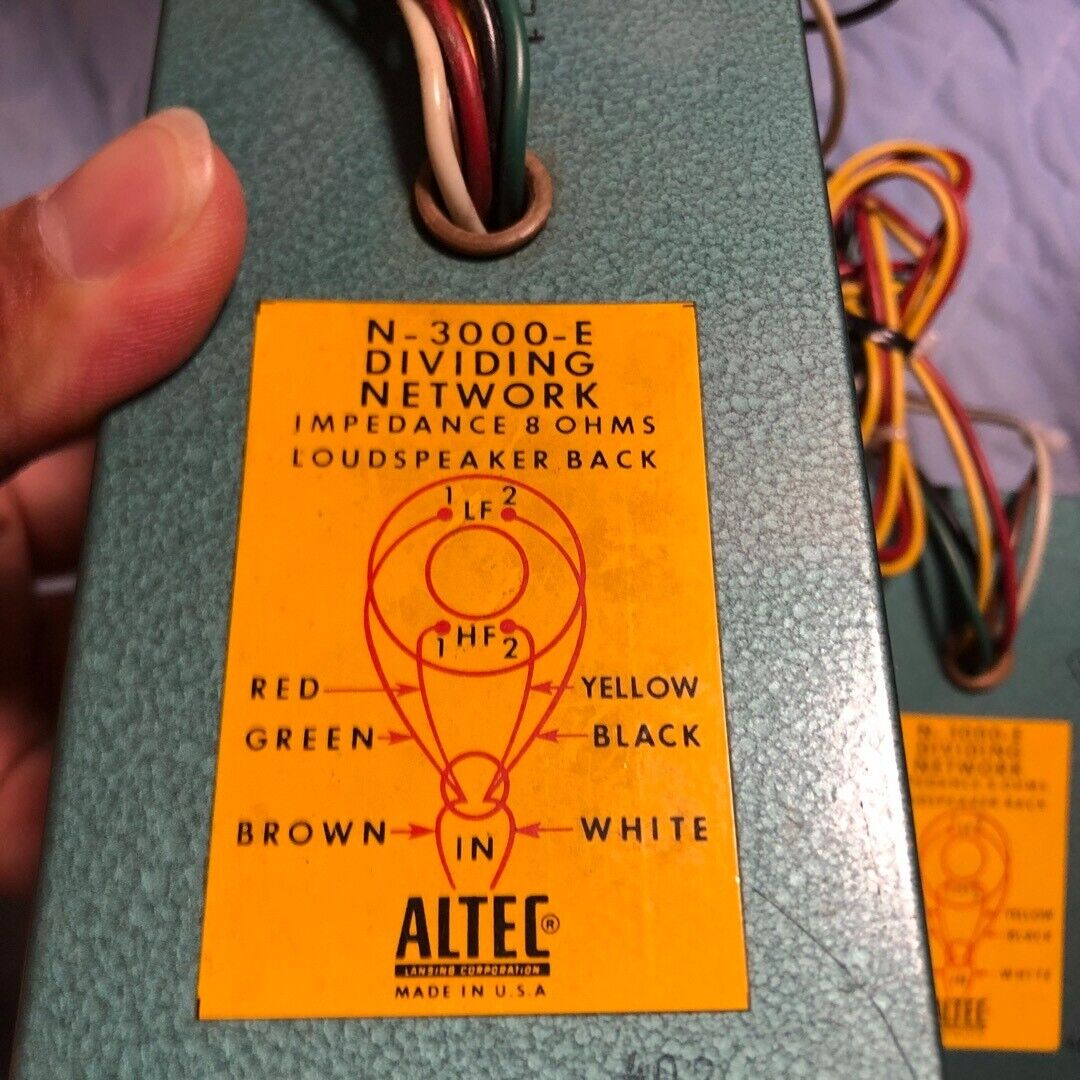 N-3000-E
DIVIDING
NETWORK
IMPEDANCE 8 OHMS
LOUDSPEAKER BACK
1 LF 2
1 HF 2
RED YELLOW
GREEN BLACK
BROWN IN WHITE
ALTEC®
LANSING CORPORATION
MADE IN U.S.A
N-3000-E
DIVIDING
NETWORK
YELLOW
BLACK
IN WHITE